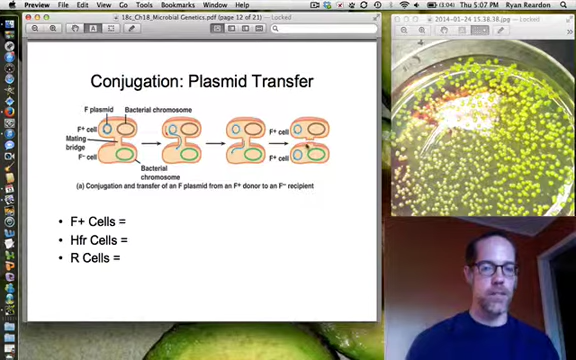 Preview File Edit View Go Tools Bookmarks Window Help
(3:04) Thu 5:07 PM Ryan Reardon
18c_Ch18_Microbial Genetics.pdf (page 12 of 21) — Locked
2014-01-24 15.38.38.jpg — Locked
Conjugation: Plasmid Transfer
F plasmid
Bacterial chromosome
F+ cell
Mating bridge
F– cell
Bacterial chromosome
F+ cell
F+ cell
(a) Conjugation and transfer of an F plasmid from an F+ donor to an F– recipient
• F+ Cells =
• Hfr Cells =
• R Cells =